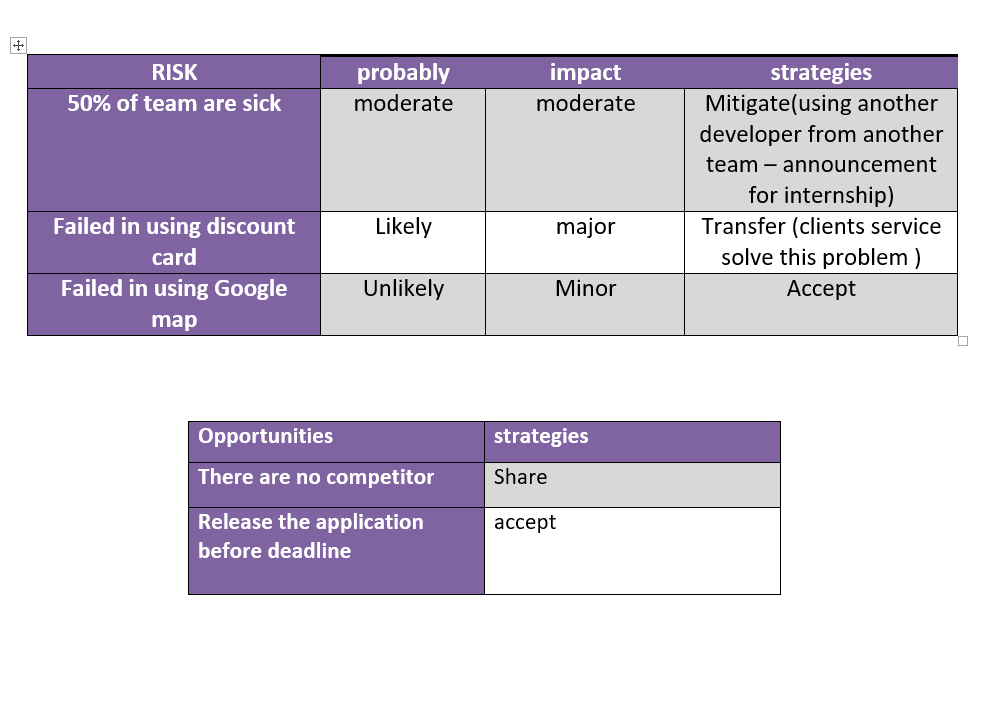 RISK probably impact strategies
50% of team are sick moderate moderate Mitigate(using another
developer from another
team – announcement
for internship)
Failed in using discount Likely major Transfer (clients service
card solve this problem )
Failed in using Google Unlikely Minor Accept
map
Opportunities strategies
There are no competitor Share
Release the application accept
before deadline